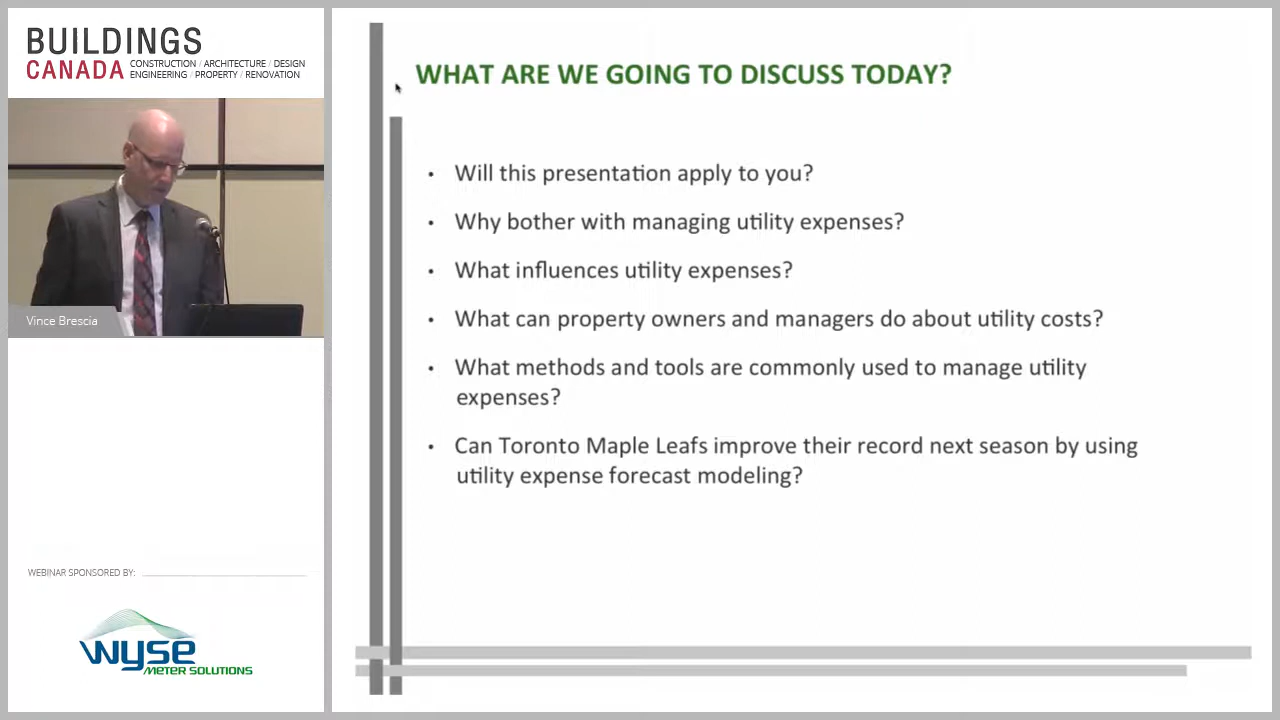 BUILDINGS
CANADA CONSTRUCTION / ARCHITECTURE / DESIGN
ENGINEERING / PROPERTY / RENOVATION
Vince Brescia
WEBINAR SPONSORED BY:
wyse
METER SOLUTIONS
WHAT ARE WE GOING TO DISCUSS TODAY?
• Will this presentation apply to you?
• Why bother with managing utility expenses?
• What influences utility expenses?
• What can property owners and managers do about utility costs?
• What methods and tools are commonly used to manage utility
expenses?
• Can Toronto Maple Leafs improve their record next season by using
utility expense forecast modeling?